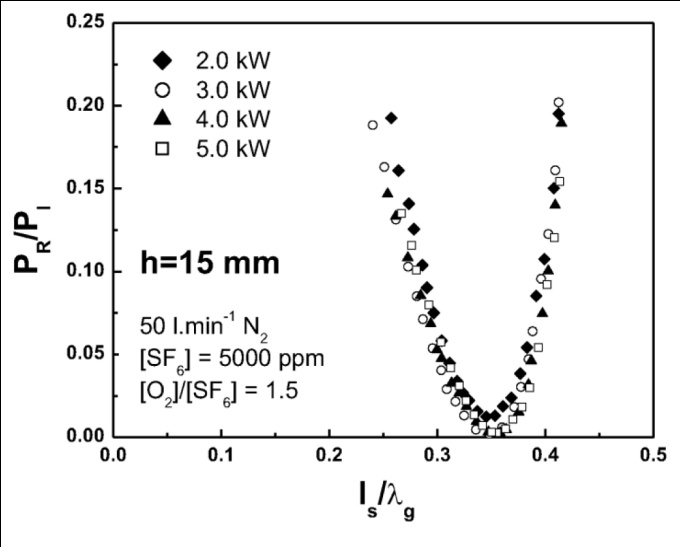 0.25
0.20
0.15
0.10
0.05
0.00
P_R/P_I
2.0 kW
3.0 kW
4.0 kW
5.0 kW
h=15 mm
50 l.min⁻¹ N₂
[SF₆] = 5000 ppm
[O₂]/[SF₆] = 1.5
0.0 0.1 0.2 0.3 0.4 0.5
l_s/λ_g